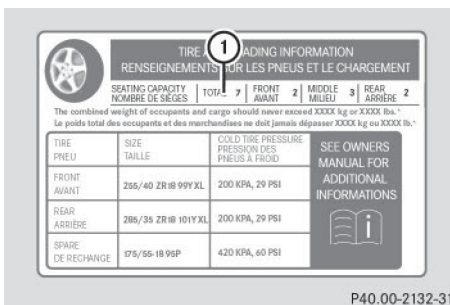 1
TIRE A ADING INFORMATION
RENSEIGNEMENTS SUR LES PNEUS ET LE CHARGEMENT
SEATING CAPACITY
NOMBRE DE SIÈGES
TOTAL 7
FRONT
AVANT 2
MIDDLE
MILIEU 3
REAR
ARRIÈRE 2
The combined weight of occupants and cargo should never exceed XXXX kg or XXXX lbs.*
Le poids total des occupants et des marchandises ne doit jamais dépasser XXXX kg ou XXXX lb.*
TIRE
PNEU
SIZE
TAILLE
COLD TIRE PRESSURE
PRESSION DES
PNEUS À FROID
FRONT
AVANT
255/40 ZR18 99Y XL
200 KPA, 29 PSI
REAR
ARRIÈRE
285/35 ZR18 101Y XL
200 KPA, 29 PSI
SPARE
DE RECHANGE
175/55-18 95P
420 KPA, 60 PSI
SEE OWNERS
MANUAL FOR
ADDITIONAL
INFORMATIONS
i
P40.00-2132-31